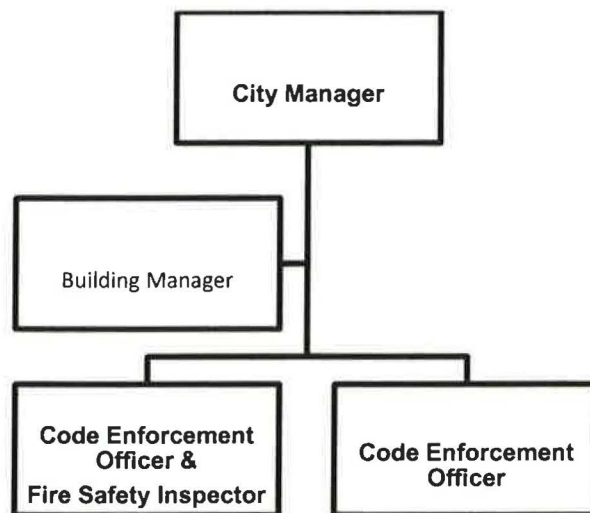 City Manager
Building Manager
Code Enforcement
Officer &
Fire Safety Inspector
Code Enforcement
Officer